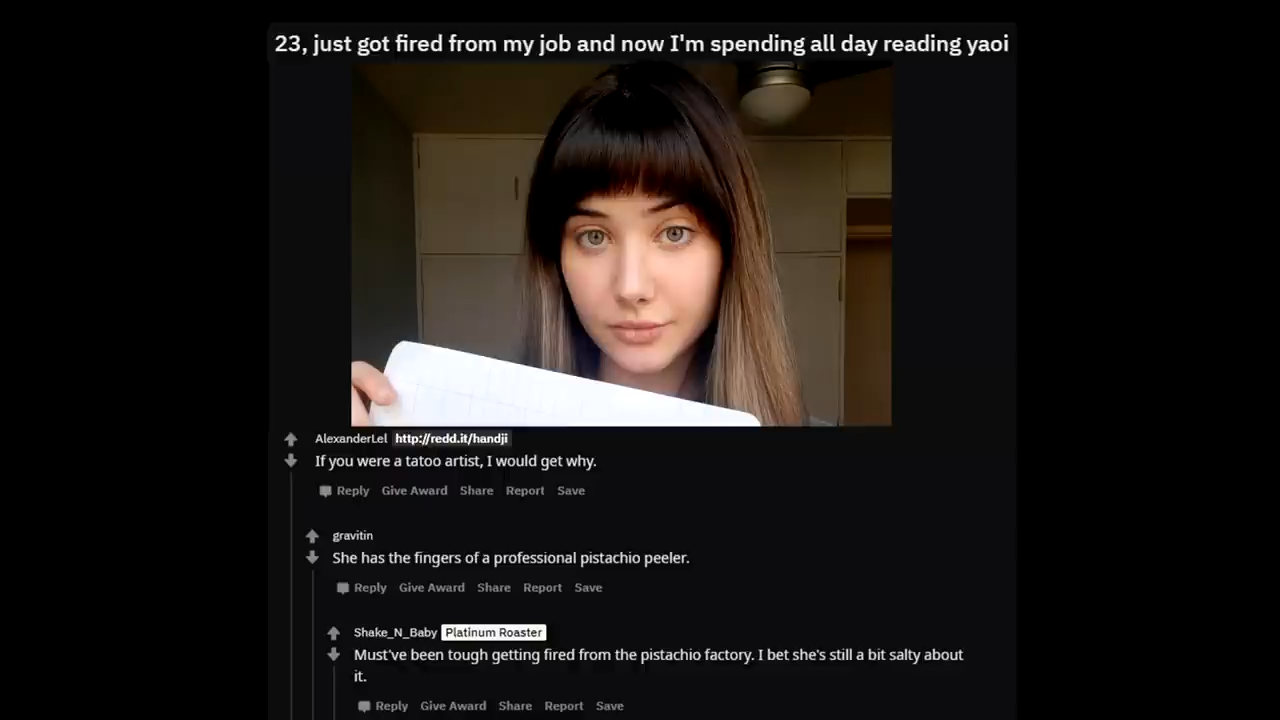 23, just got fired from my job and now I'm spending all day reading yaoi
AlexanderLel http://redd.it/handji
If you were a tatoo artist, I would get why.
Reply Give Award Share Report Save
gravitin
She has the fingers of a professional pistachio peeler.
Reply Give Award Share Report Save
Shake_N_Baby Platinum Roaster
Must've been tough getting fired from the pistachio factory. I bet she's still a bit salty about
it.
Reply Give Award Share Report Save